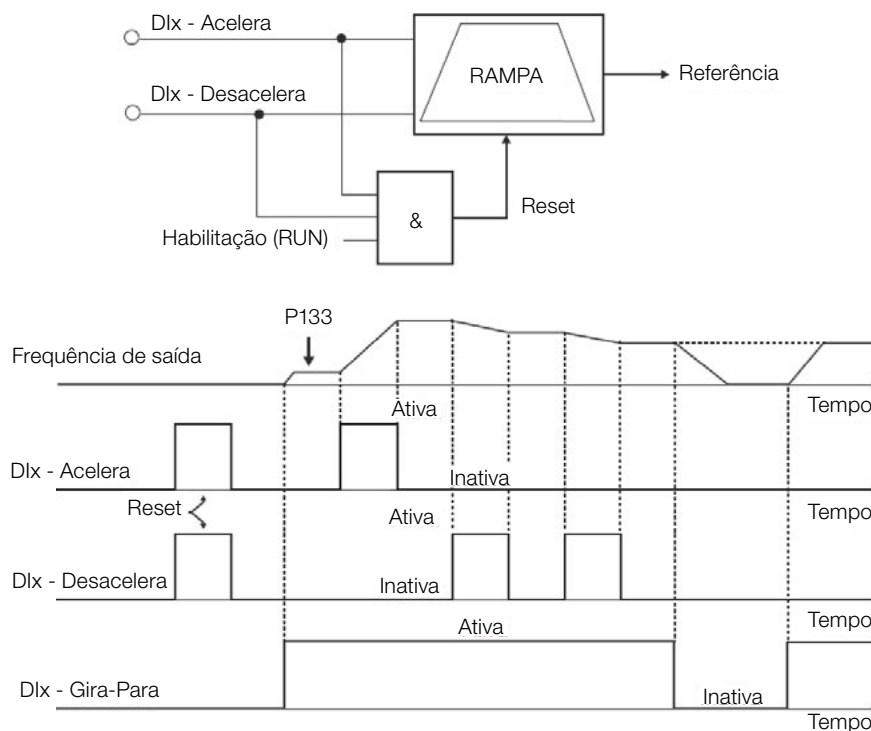 DIx - Acelera
RAMPA
Referência
DIx - Desacelera
Reset
&
Habilitação (RUN)
P133
Frequência de saída
Ativa
Tempo
DIx - Acelera
Inativa
Reset
Ativa
Tempo
DIx - Desacelera
Inativa
Tempo
Ativa
DIx - Gira-Para
Inativa
Tempo